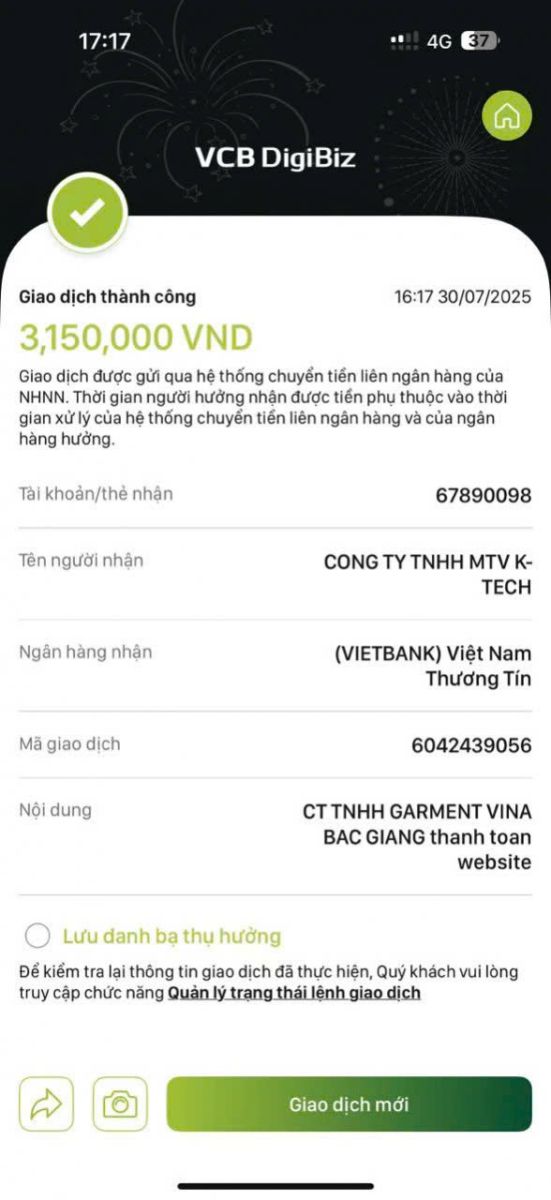 17:17
4G 37
VCB DigiBiz
Giao dịch thành công 16:17 30/07/2025
3,150,000 VND
Giao dịch được gửi qua hệ thống chuyển tiền liên ngân hàng của
NHNN. Thời gian người hưởng nhận được tiền phụ thuộc vào thời
gian xử lý của hệ thống chuyển tiền liên ngân hàng và của ngân
hàng hưởng.
Tài khoản/thẻ nhận 67890098
Tên người nhận CONG TY TNHH MTV K-
TECH
Ngân hàng nhận (VIETBANK) Việt Nam
Thương Tín
Mã giao dịch 6042439056
Nội dung CT TNHH GARMENT VINA
BAC GIANG thanh toan
website
Lưu danh bạ thụ hưởng
Để kiểm tra lại thông tin giao dịch đã thực hiện, Quý khách vui lòng
truy cập chức năng Quản lý trạng thái lệnh giao dịch
Giao dịch mới